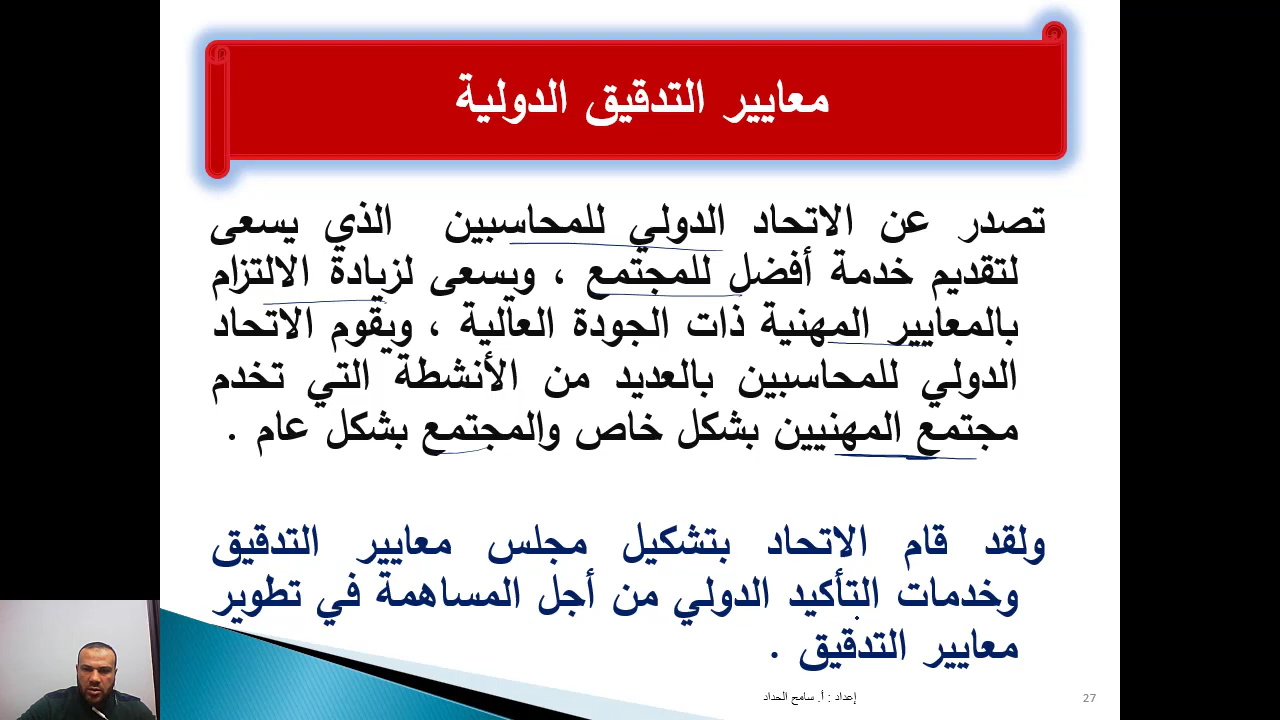 معايير التدقيق الدولية
تصدر عن الاتحاد الدولي للمحاسبين الذي يسعى
لتقديم خدمة أفضل للمجتمع ، ويسعى لزيادة الالتزام
بالمعايير المهنية ذات الجودة العالية ، ويقوم الاتحاد
الدولي للمحاسبين بالعديد من الأنشطة التي تخدم
مجتمع المهنيين بشكل خاص والمجتمع بشكل عام .
ولقد قام الاتحاد بتشكيل مجلس معايير التدقيق
وخدمات التأكيد الدولي من أجل المساهمة في تطوير
معايير التدقيق .
إعداد : أ. سامح الحداد
27